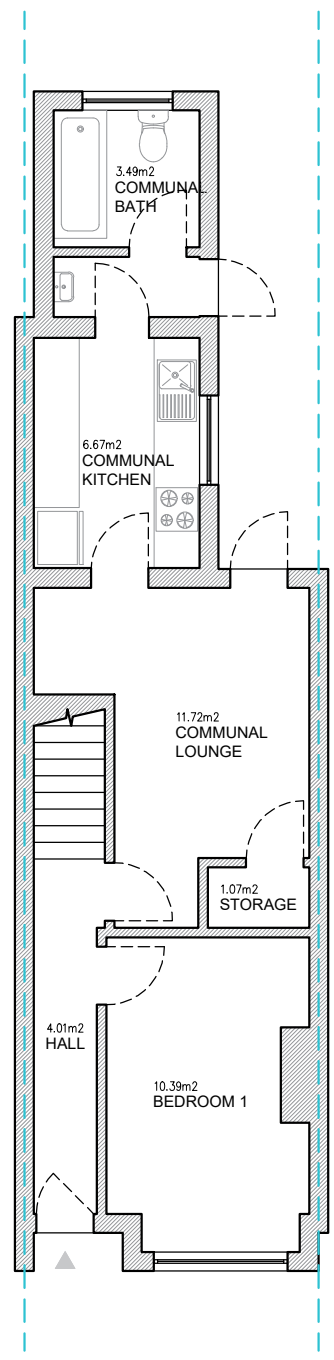 3.49m2
COMMUNAL
BATH
6.67m2
COMMUNAL
KITCHEN
11.72m2
COMMUNAL
LOUNGE
1.07m2
STORAGE
4.01m2
HALL
10.39m2
BEDROOM 1